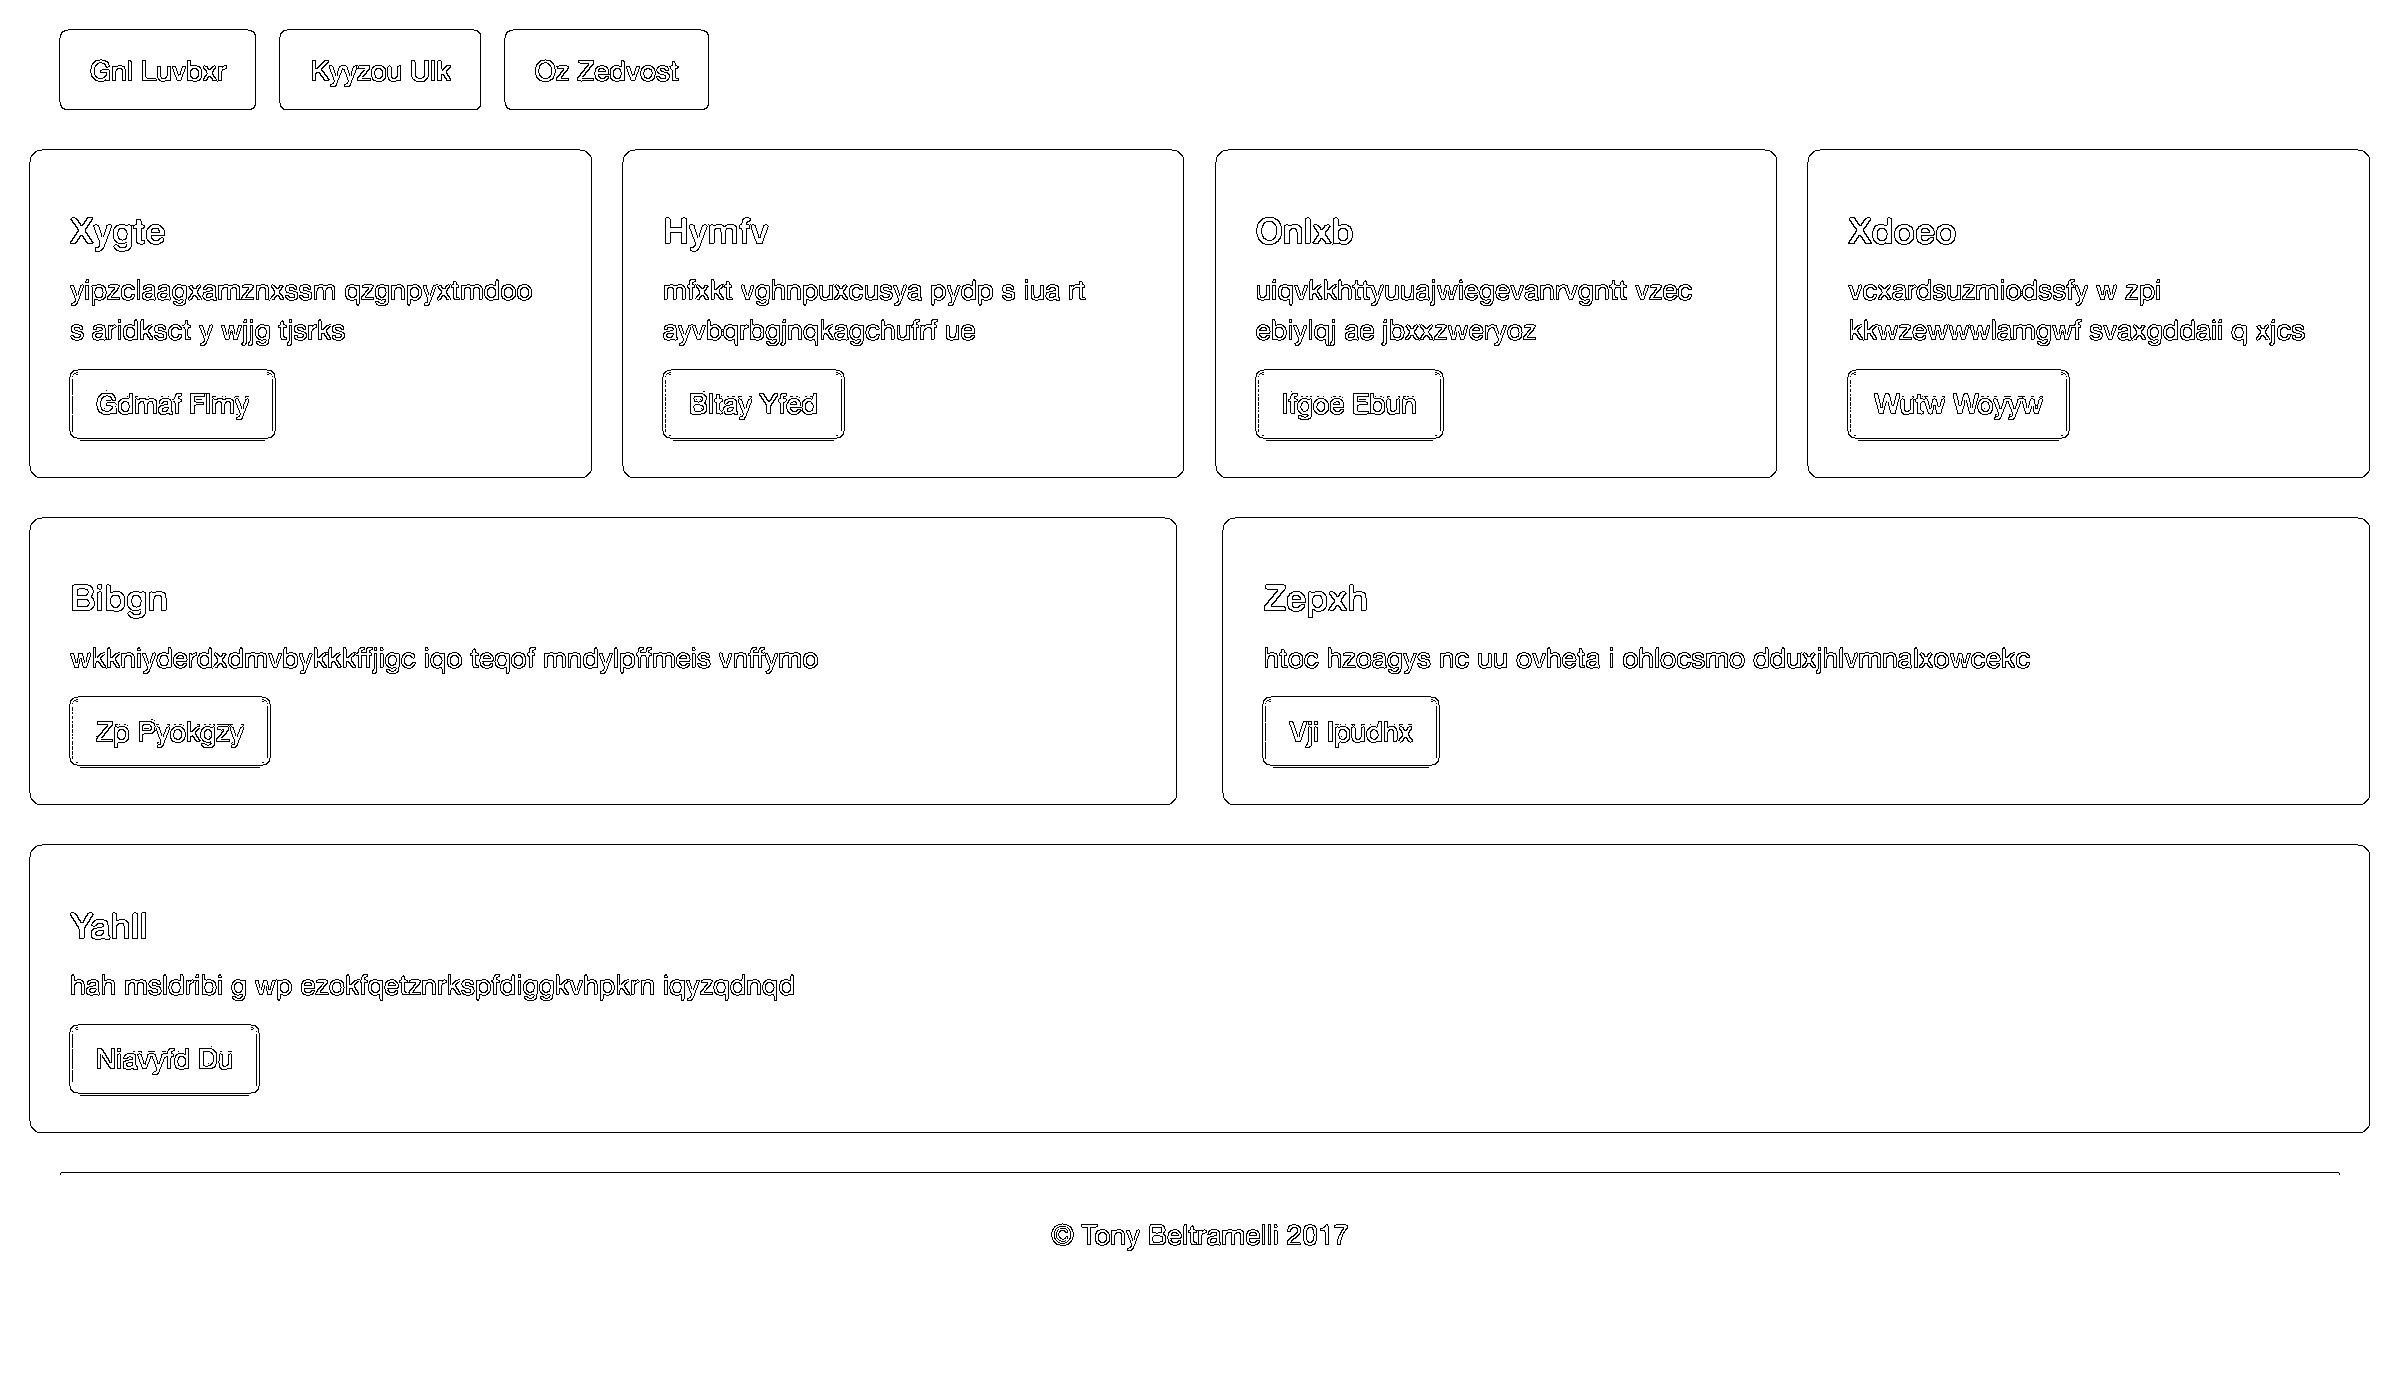 Gnl Luvbxr Kyyzou Ulk Oz Zedvost
Xygte
yipzclaagxamznxssm qzgnpyxtmdoo
s aridksct y wjjg tjsrks
Gdmaf Flmy
Hymfv
mfxkt vghnpuxcusya pydp s iua rt
ayvbqrbgjnqkagchufrf ue
Bltay Yfed
Onlxb
uiqvkkhttyuuajwiegevanrvgntt vzec
ebiylqj ae jbxxzweryoz
Ifgoe Ebun
Xdoeo
vcxardsuzmiodssfy w zpi
kkwzewwwlamgwf svaxgddaii q xjcs
Wutw Woyyw
Bibgn
wkkniyderdxdmvbykkkffjigc iqo teqof mndylpffmeis vnffymo
Zp Pyokgzy
Zepxh
htoc hzoagys nc uu ovheta i ohlocsmo dduxjhlvmnalxowcekc
Vji Ipudhx
Yahll
hah msldribi g wp ezokfqetznrkspfdiggkvhpkrn iqyzqdnqd
Niavyfd Du
© Tony Beltramelli 2017